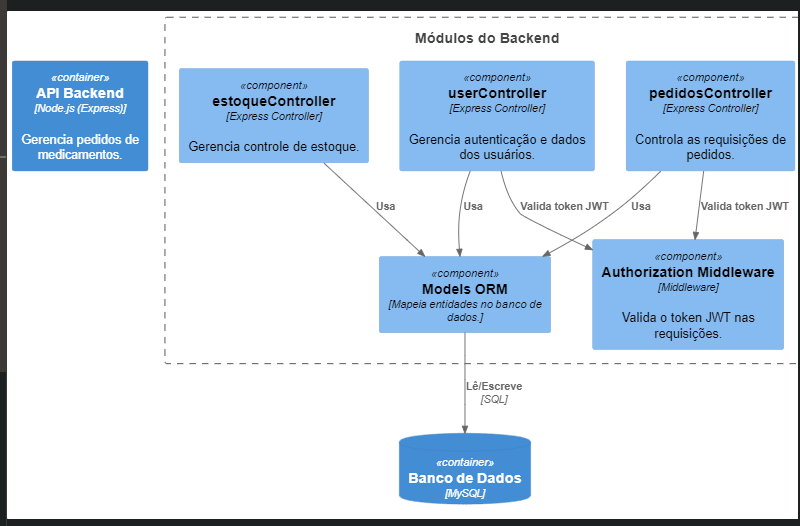 Módulos do Backend
«container»
API Backend
[Node.js (Express)]
Gerencia pedidos de
medicamentos.
«component»
estoqueController
[Express Controller]
Gerencia controle de estoque.
«component»
userController
[Express Controller]
Gerencia autenticação e dados
dos usuários.
«component»
pedidosController
[Express Controller]
Controla as requisições de
pedidos.
Usa
Usa
Valida token JWT
Usa
Valida token JWT
«component»
Models ORM
[Mapeia entidades no banco de
dados.]
«component»
Authorization Middleware
[Middleware]
Valida o token JWT nas
requisições.
Lê/Escreve
[SQL]
«container»
Banco de Dados
[MySQL]